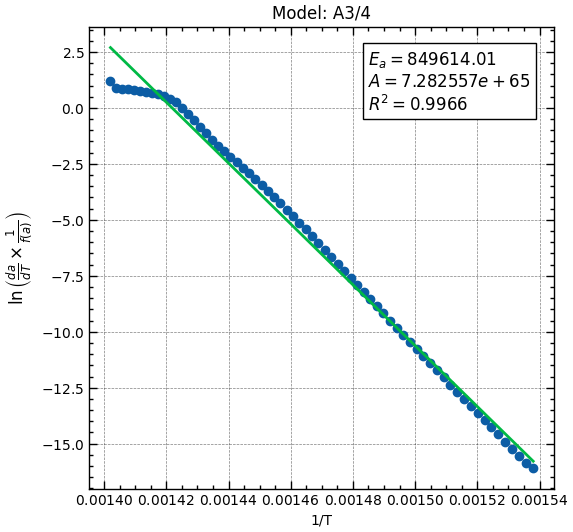 Model: A3/4
E_a = 849614.01
A = 7.282557e + 65
R^2 = 0.9966
ln(da/dT × 1/f(a))
2.5
0.0
−2.5
−5.0
−7.5
−10.0
−12.5
−15.0
0.00140 0.00142 0.00144 0.00146 0.00148 0.00150 0.00152 0.00154
1/T